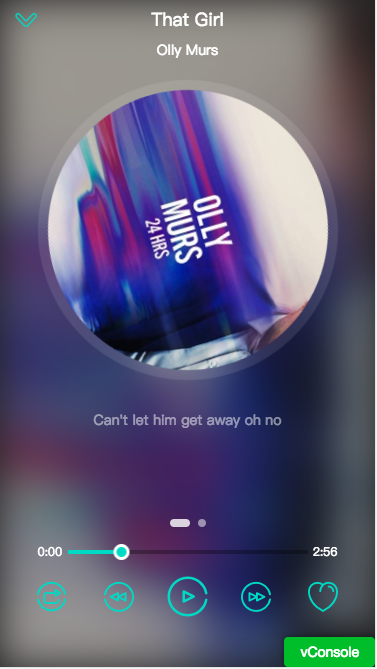 That Girl
Olly Murs
OLLY
MURS
24 HRS
Can't let him get away oh no
0:00
2:56
vConsole